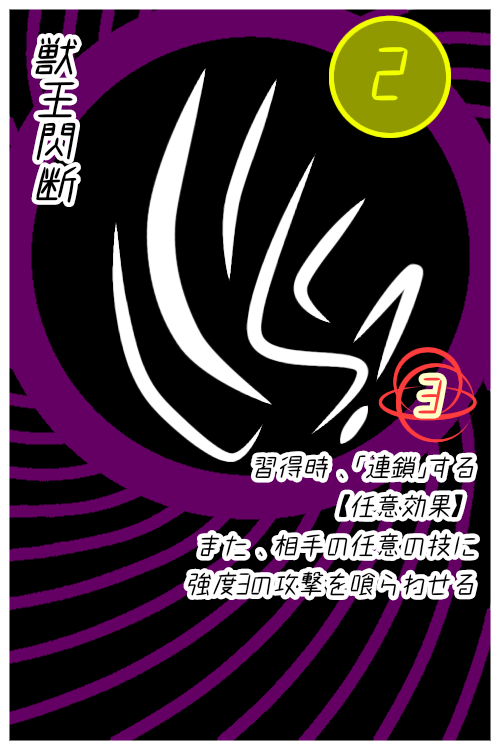 獣王閃断
2
3
習得時、「連鎖」する
【任意効果】
また、相手の任意の技に
強度3の攻撃を喰らわせる